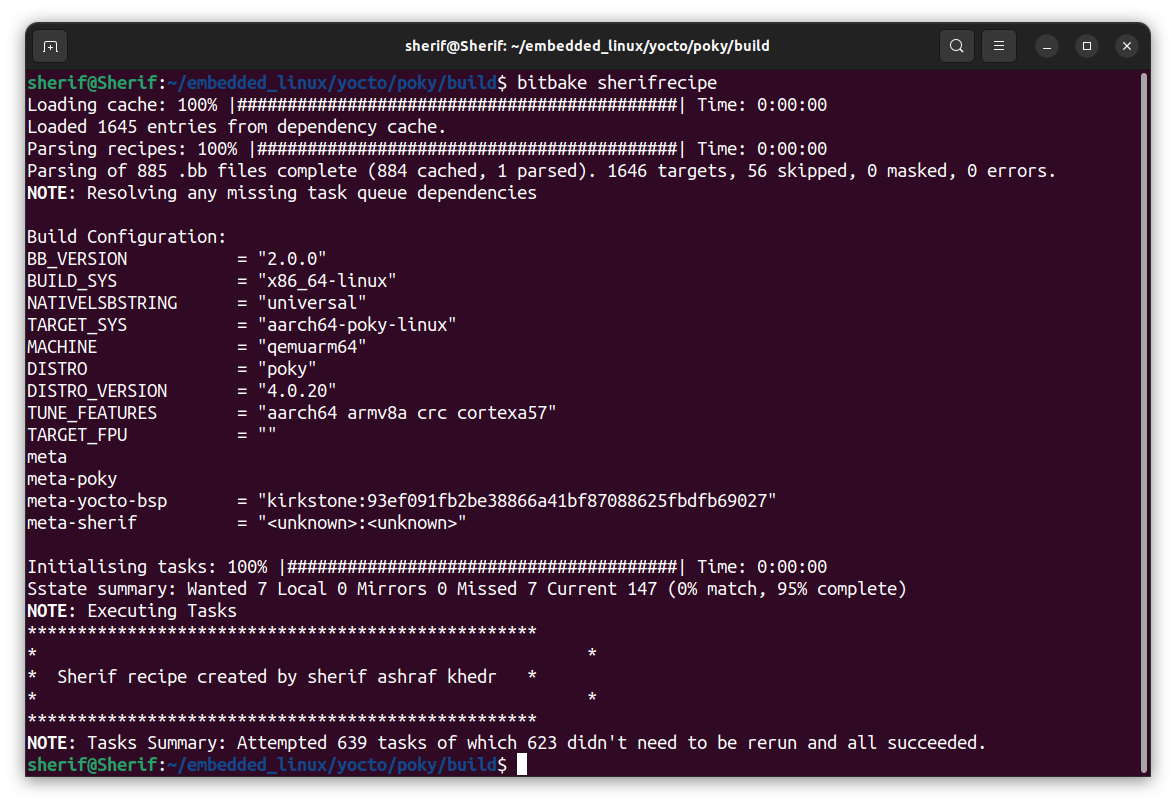 sherif@Sherif: ~/embedded_linux/yocto/poky/build
sherif@Sherif:~/embedded_linux/yocto/poky/build$ bitbake sherifrecipe
Loading cache: 100% |############################################| Time: 0:00:00
Loaded 1645 entries from dependency cache.
Parsing recipes: 100% |##########################################| Time: 0:00:00
Parsing of 885 .bb files complete (884 cached, 1 parsed). 1646 targets, 56 skipped, 0 masked, 0 errors.
NOTE: Resolving any missing task queue dependencies
Build Configuration:
BB_VERSION           = "2.0.0"
BUILD_SYS            = "x86_64-linux"
NATIVELSBSTRING      = "universal"
TARGET_SYS           = "aarch64-poky-linux"
MACHINE              = "qemuarm64"
DISTRO               = "poky"
DISTRO_VERSION       = "4.0.20"
TUNE_FEATURES        = "aarch64 armv8a crc cortexa57"
TARGET_FPU           = ""
meta
meta-poky
meta-yocto-bsp       = "kirkstone:93ef091fb2be38866a41bf87088625fbdfb69027"
meta-sherif          = "<unknown>:<unknown>"
Initialising tasks: 100% |#######################################| Time: 0:00:00
Sstate summary: Wanted 7 Local 0 Mirrors 0 Missed 7 Current 147 (0% match, 95% complete)
NOTE: Executing Tasks
***************************************************
*                                                       *
*  Sherif recipe created by sherif ashraf khedr   *
*                                                       *
***************************************************
NOTE: Tasks Summary: Attempted 639 tasks of which 623 didn't need to be rerun and all succeeded.
sherif@Sherif:~/embedded_linux/yocto/poky/build$